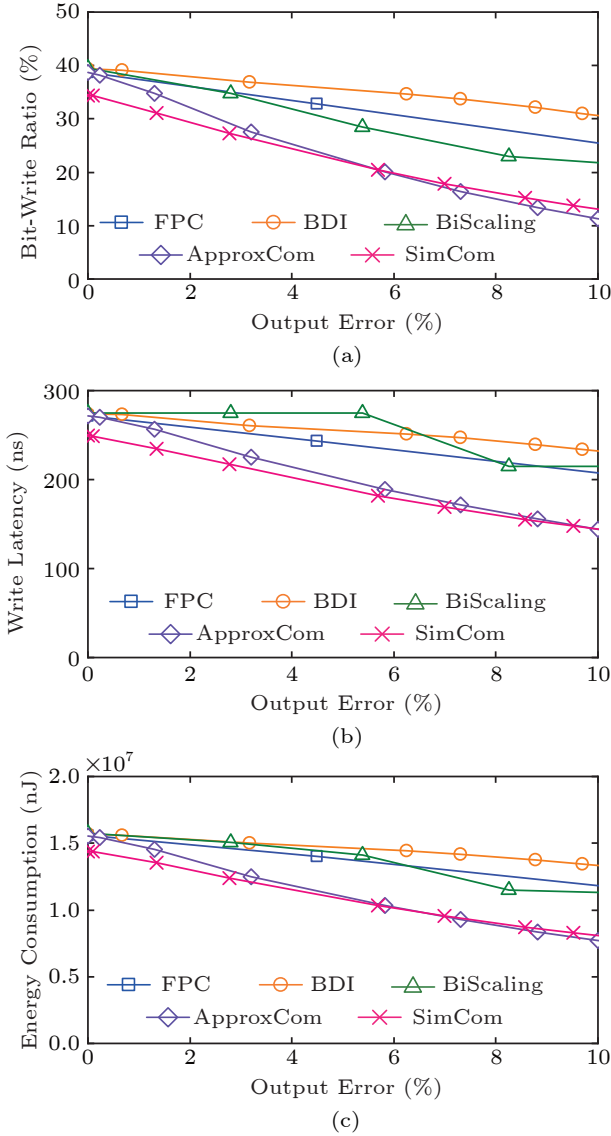 50
40
30
20
10
0
Bit-Write Ratio (%)
FPC BDI BiScaling
ApproxCom SimCom
0 2 4 6 8 10
Output Error (%)
(a)
300
200
100
0
Write Latency (ns)
FPC BDI BiScaling
ApproxCom SimCom
0 2 4 6 8 10
Output Error (%)
(b)
×10⁷
2.0
1.5
1.0
0.5
0.0
Energy Consumption (nJ)
FPC BDI BiScaling
ApproxCom SimCom
0 2 4 6 8 10
Output Error (%)
(c)